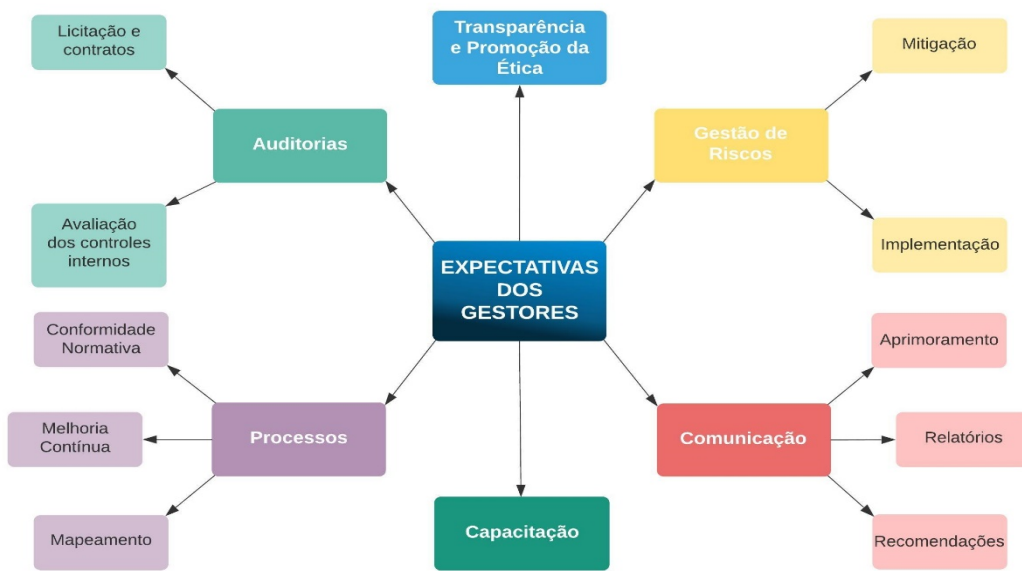 Licitação e
contratos
Transparência
e Promoção da
Ética
Mitigação
Auditorias
Gestão de
Riscos
Avaliação
dos controles
internos
Implementação
EXPECTATIVAS
DOS
GESTORES
Conformidade
Normativa
Aprimoramento
Melhoria
Contínua
Processos
Comunicação
Relatórios
Mapeamento
Capacitação
Recomendações